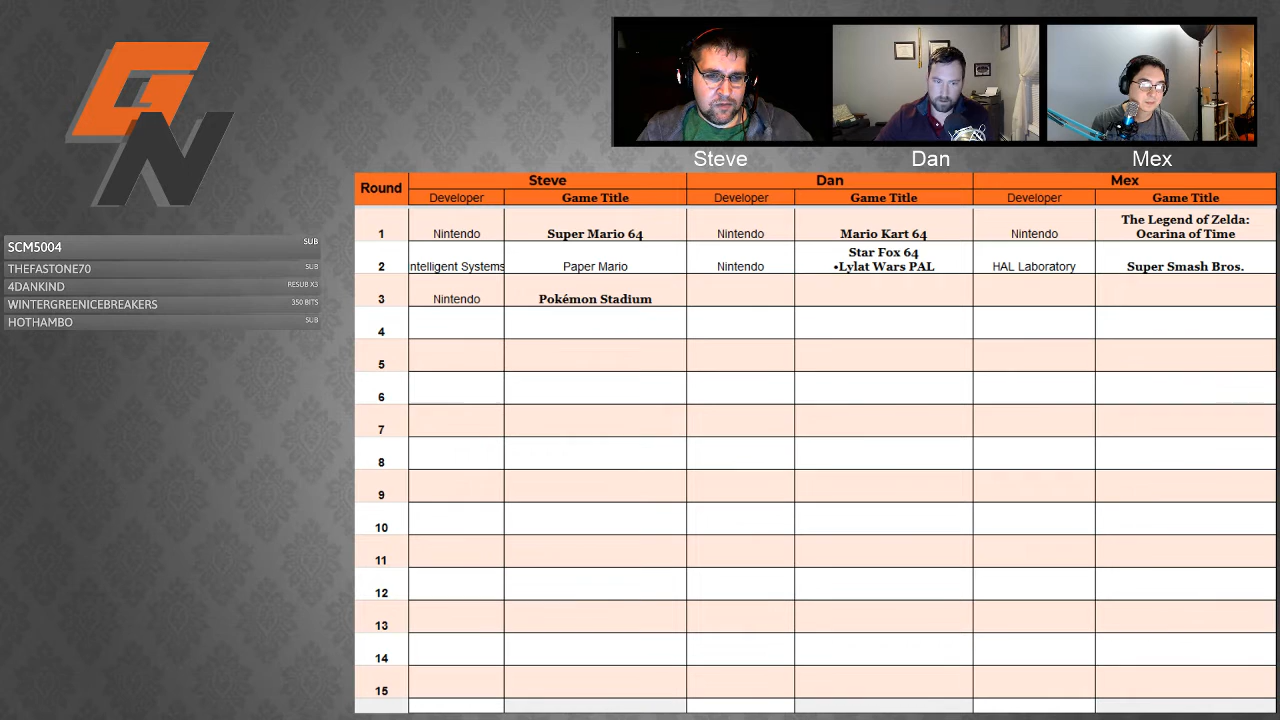 GN
Steve
Dan
Mex
SCM5004 SUB
THEFASTONE70 SUB
4DANKIND RESUB X3
WINTERGREENICEBREAKERS 350 BITS
HOTHAMBO SUB
Round Steve Dan Mex
Developer Game Title Developer Game Title Developer Game Title
1 Nintendo Super Mario 64 Nintendo Mario Kart 64 Nintendo The Legend of Zelda:
Ocarina of Time
2 ntelligent Systems Paper Mario Nintendo Star Fox 64
•Lylat Wars PAL HAL Laboratory Super Smash Bros.
3 Nintendo Pokémon Stadium
4
5
6
7
8
9
10
11
12
13
14
15